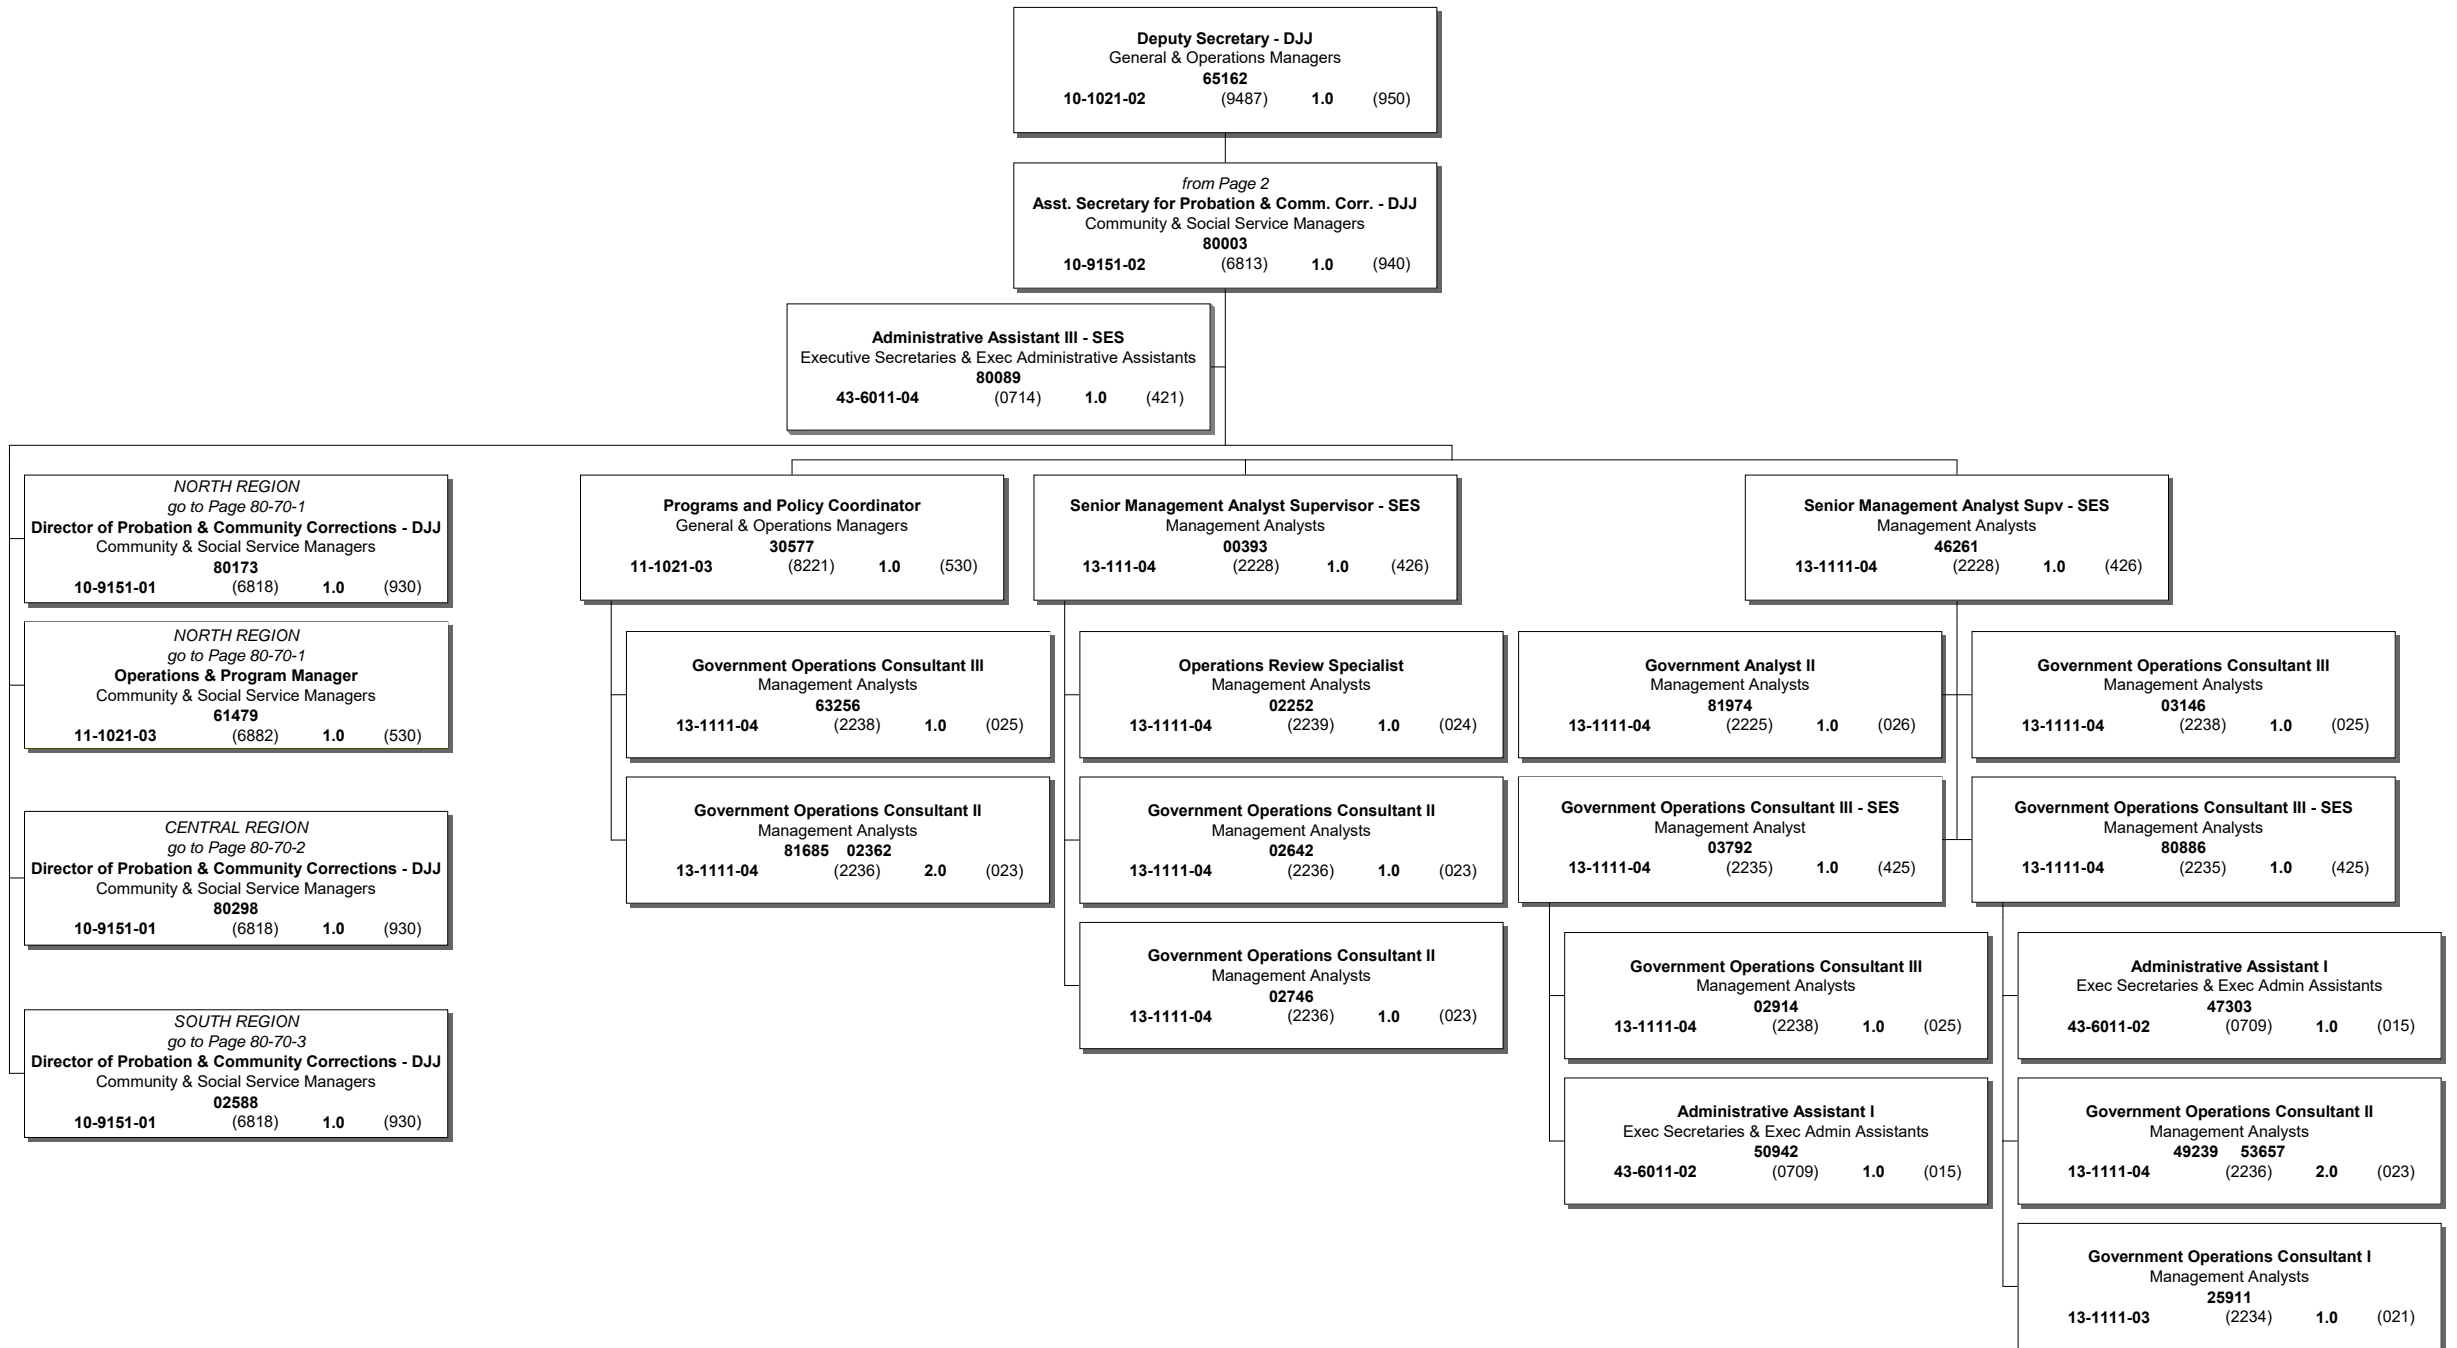 Deputy Secretary - DJJ
General & Operations Managers
65162
10-1021-02 (9487) 1.0 (950)
from Page 2
Asst. Secretary for Probation & Comm. Corr. - DJJ
Community & Social Service Managers
80003
10-9151-02 (6813) 1.0 (940)
Administrative Assistant III - SES
Executive Secretaries & Exec Administrative Assistants
80089
43-6011-04 (0714) 1.0 (421)
NORTH REGION
go to Page 80-70-1
Director of Probation & Community Corrections - DJJ
Community & Social Service Managers
80173
10-9151-01 (6818) 1.0 (930)
NORTH REGION
go to Page 80-70-1
Operations & Program Manager
Community & Social Service Managers
61479
11-1021-03 (6882) 1.0 (530)
CENTRAL REGION
go to Page 80-70-2
Director of Probation & Community Corrections - DJJ
Community & Social Service Managers
80298
10-9151-01 (6818) 1.0 (930)
SOUTH REGION
go to Page 80-70-3
Director of Probation & Community Corrections - DJJ
Community & Social Service Managers
02588
10-9151-01 (6818) 1.0 (930)
Programs and Policy Coordinator
General & Operations Managers
30577
11-1021-03 (8221) 1.0 (530)
Government Operations Consultant III
Management Analysts
63256
13-1111-04 (2238) 1.0 (025)
Government Operations Consultant II
Management Analysts
81685 02362
13-1111-04 (2236) 2.0 (023)
Senior Management Analyst Supervisor - SES
Management Analysts
00393
13-111-04 (2228) 1.0 (426)
Operations Review Specialist
Management Analysts
02252
13-1111-04 (2239) 1.0 (024)
Government Operations Consultant II
Management Analysts
02642
13-1111-04 (2236) 1.0 (023)
Government Operations Consultant II
Management Analysts
02746
13-1111-04 (2236) 1.0 (023)
Senior Management Analyst Supv - SES
Management Analysts
46261
13-1111-04 (2228) 1.0 (426)
Government Analyst II
Management Analysts
81974
13-1111-04 (2225) 1.0 (026)
Government Operations Consultant III
Management Analysts
03146
13-1111-04 (2238) 1.0 (025)
Government Operations Consultant III - SES
Management Analyst
03792
13-1111-04 (2235) 1.0 (425)
Government Operations Consultant III
Management Analysts
02914
13-1111-04 (2238) 1.0 (025)
Administrative Assistant I
Exec Secretaries & Exec Admin Assistants
50942
43-6011-02 (0709) 1.0 (015)
Government Operations Consultant III - SES
Management Analysts
80886
13-1111-04 (2235) 1.0 (425)
Administrative Assistant I
Exec Secretaries & Exec Admin Assistants
47303
43-6011-02 (0709) 1.0 (015)
Government Operations Consultant II
Management Analysts
49239 53657
13-1111-04 (2236) 2.0 (023)
Government Operations Consultant I
Management Analysts
25911
13-1111-03 (2234) 1.0 (021)